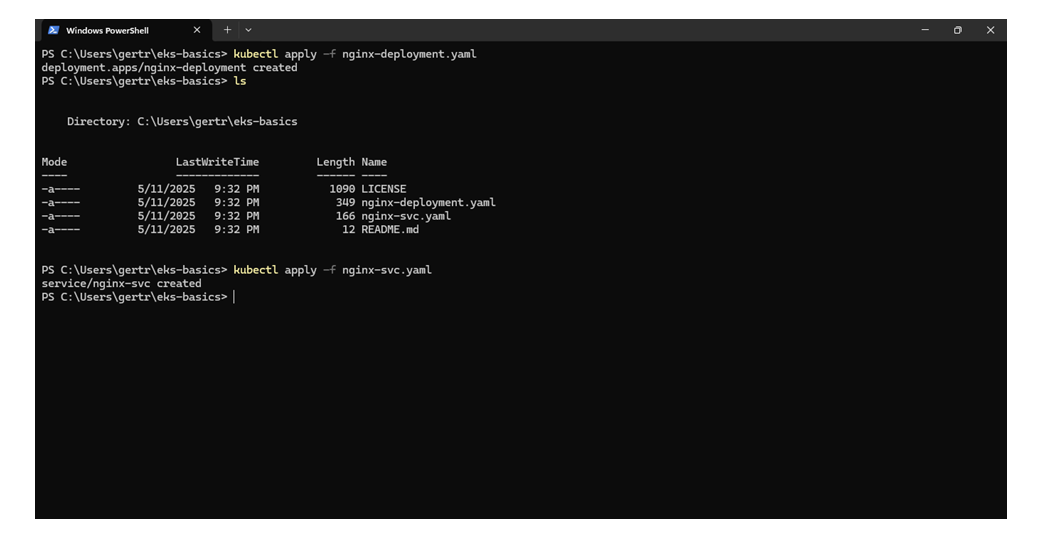 Windows PowerShell
PS C:\Users\gertr\eks-basics> kubectl apply -f nginx-deployment.yaml
deployment.apps/nginx-deployment created
PS C:\Users\gertr\eks-basics> ls
Directory: C:\Users\gertr\eks-basics
Mode LastWriteTime Length Name
---- ------------- ------ ----
-a---- 5/11/2025 9:32 PM 1090 LICENSE
-a---- 5/11/2025 9:32 PM 349 nginx-deployment.yaml
-a---- 5/11/2025 9:32 PM 166 nginx-svc.yaml
-a---- 5/11/2025 9:32 PM 12 README.md
PS C:\Users\gertr\eks-basics> kubectl apply -f nginx-svc.yaml
service/nginx-svc created
PS C:\Users\gertr\eks-basics>